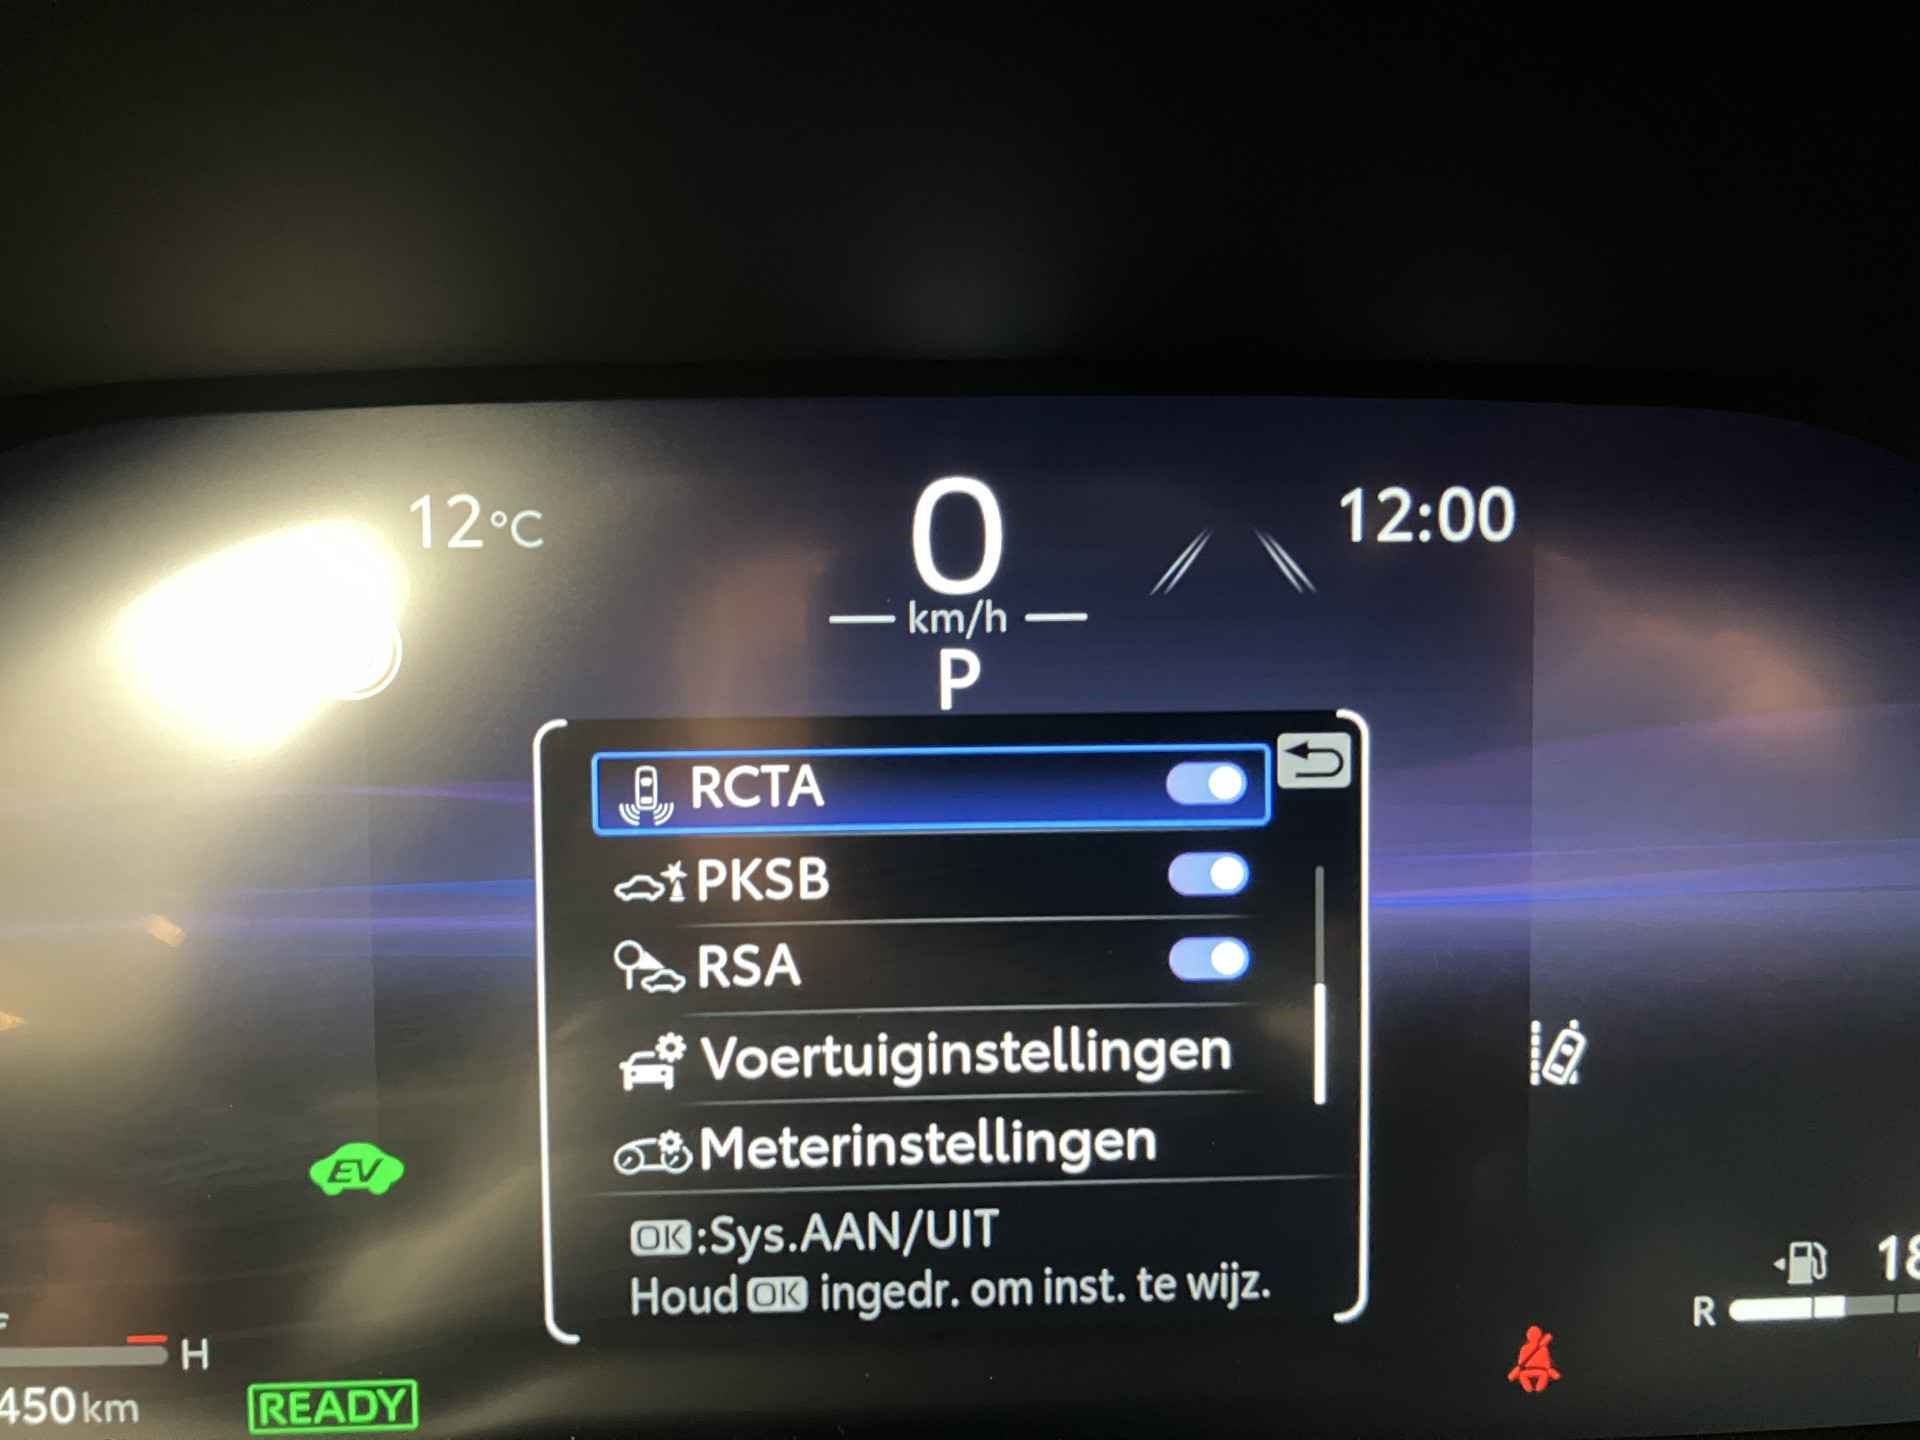 12°C
0
12:00
km/h
P
RCTA
PKSB
RSA
Voertuiginstellingen
Meterinstellingen
EV
OK:Sys.AAN/UIT
Houd OK ingedr. om inst. te wijz.
R
H
450km
READY